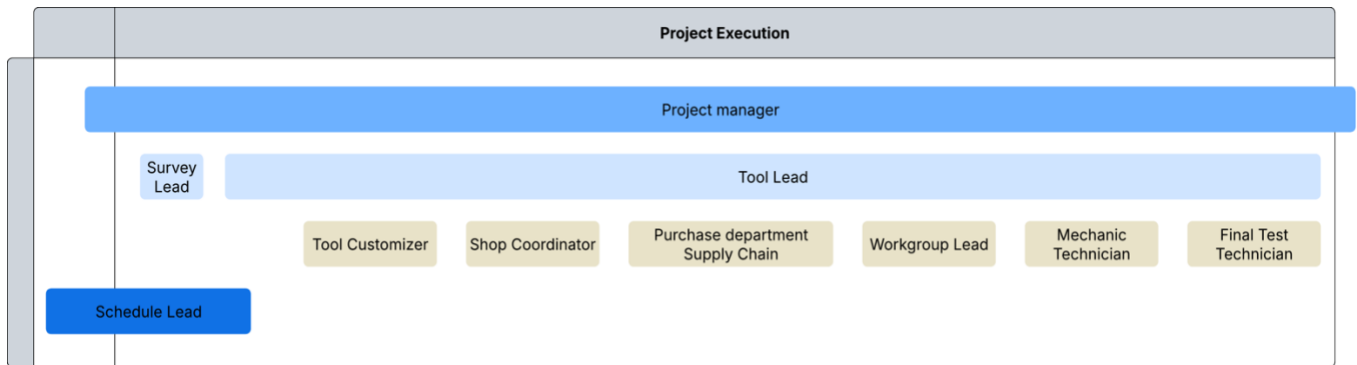 Project Execution
Project manager
Survey
Lead
Tool Lead
Tool Customizer
Shop Coordinator
Purchase department
Supply Chain
Workgroup Lead
Mechanic
Technician
Final Test
Technician
Schedule Lead